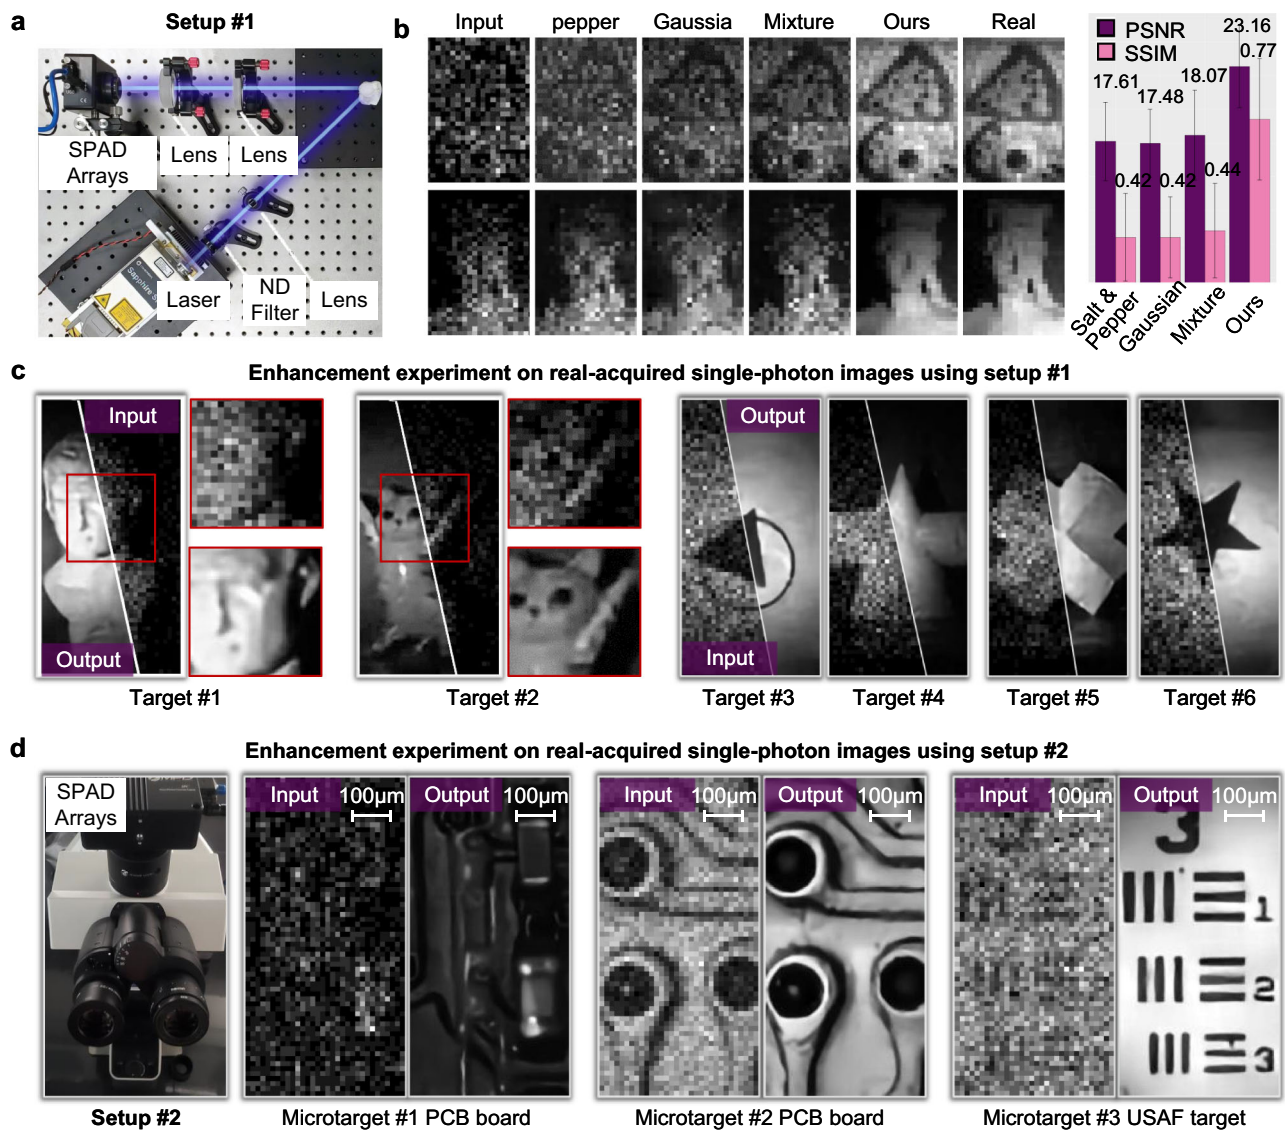 a
Setup #1
SPAD
Arrays
Lens
Lens
Laser
ND
Filter
Lens
b
Input
pepper
Gaussia
Mixture
Ours
Real
PSNR
SSIM
17.61
0.42
17.48
0.42
18.07
0.44
23.16
0.77
Salt &
Pepper
Gaussian
Mixture
Ours
c
Enhancement experiment on real-acquired single-photon images using setup #1
Input
Output
Target #1
Target #2
Output
Input
Target #3
Target #4
Target #5
Target #6
d
Enhancement experiment on real-acquired single-photon images using setup #2
SPAD
Arrays
Setup #2
Input
100μm
Output
100μm
Microtarget #1 PCB board
Input
100μm
Output
100μm
Microtarget #2 PCB board
Input
100μm
Output
100μm
3
1
2
3
Microtarget #3 USAF target